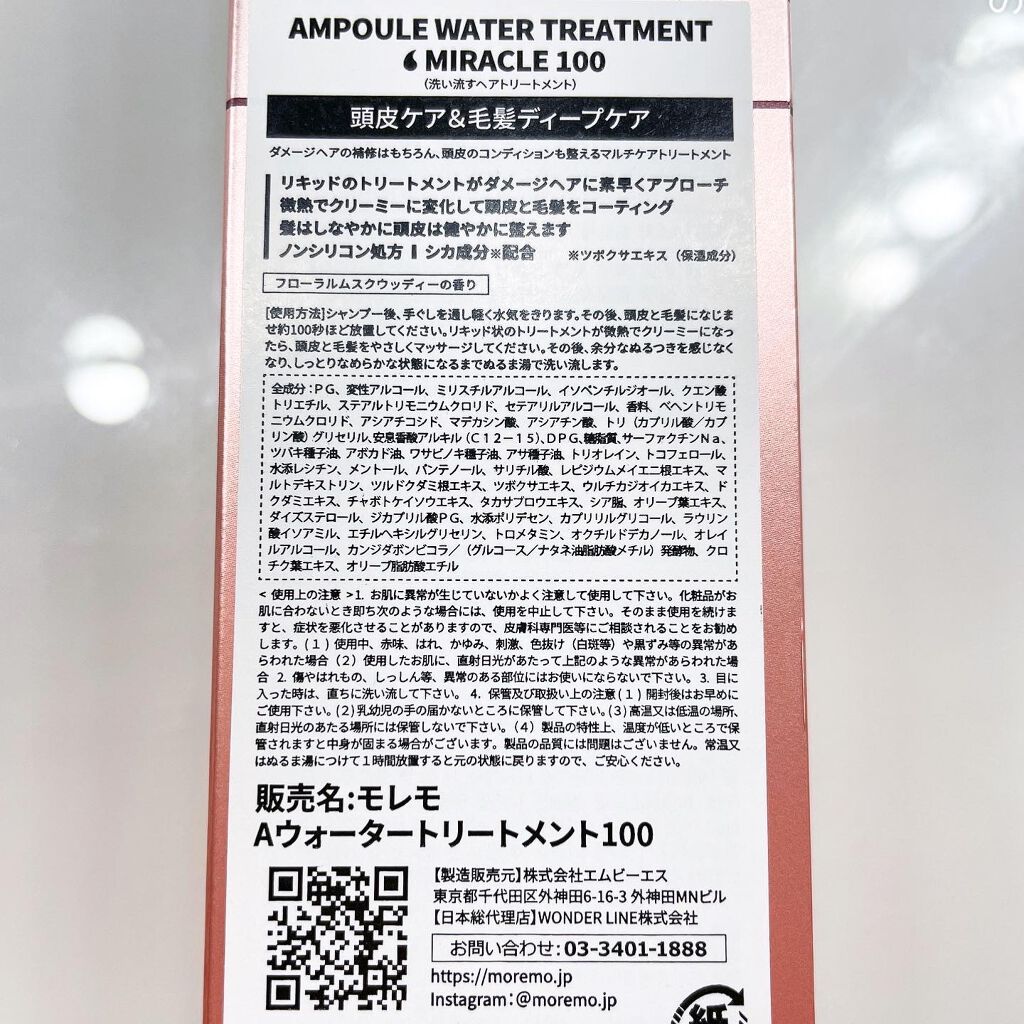 の
AMPOULE WATER TREATMENT
MIRACLE 100
(洗い流すヘアトリートメント)
頭皮ケア&毛髪ディープケア
ダメージヘアの補修はもちろん、頭皮のコンディションも整えるマルチケアトリートメント
リキッドのトリートメントがダメージヘアに素早くアプローチ
微熱でクリーミーに変化して頭皮と毛髪をコーティング
髪はしなやかに頭皮は健やかに整えます
ノンシリコン処方 | シカ成分※配合 ※ツボクサエキス(保湿成分)
フローラルムスクウッディーの香り
[使用方法]シャンプー後、手ぐしを通し軽く水気をきります。その後、頭皮と毛髪になじま
せ約100秒ほど放置してください。リキッド状のトリートメントが微熱でクリーミーになっ
たら、頭皮と毛髪をやさしくマッサージしてください。その後、余分なぬるつきを感じなく
なり、しっとりなめらかな状態になるまでぬるま湯で洗い流します。
全成分:PG、変性アルコール、ミリスチルアルコール、イソペンチルジオール、クエン酸
トリエチル、ステアルトリモニウムクロリド、セテアリルアルコール、香料、ベヘントリモ
ニウムクロリド、アシアチコシド、マデカシン酸、アシアチン酸、トリ(カプリル酸/カプ
リン酸)グリセリル、安息香酸アルキル(C12-15)、DPG、糖脂質、サーファクチンNa、
ツバキ種子油、アボカド油、ワサビノキ種子油、アサ種子油、トリオレイン、トコフェロール、
水添レシチン、メントール、パンテノール、サリチル酸、レピジウムメイエニ根エキス、マ
ルトデキストリン、ツルドクダミ根エキス、ツボクサエキス、ウルチカジオイカエキス、ド
クダミエキス、チャボトケイソウエキス、タカサブロウエキス、シア脂、オリーブ葉エキス、
ダイズステロール、ジカプリル酸PG、水添ポリデセン、カプリリルグリコール、ラウリン
酸イソアミル、エチルヘキシルグリセリン、トロメタミン、オクチルドデカノール、オレイ
ルアルコール、カンジダボンビコラ/(グルコース/ナタネ油脂肪酸メチル)発酵物、クロ
チク葉エキス、オリーブ脂肪酸エチル
< 使用上の注意 >1. お肌に異常が生じていないかよく注意して使用して下さい。化粧品がお
肌に合わないとき即ち次のような場合には、使用を中止して下さい。そのまま使用を続けま
すと、症状を悪化させることがありますので、皮膚科専門医等にご相談されることをお勧め
します。(1)使用中、赤味、はれ、かゆみ、刺激、色抜け(白斑等)や黒ずみ等の異常があ
らわれた場合(2)使用したお肌に、直射日光があたって上記のような異常があらわれた場
合 2. 傷やはれもの、しっしん等、異常のある部位にはお使いにならないで下さい。3. 目に
入った時は、直ちに洗い流して下さい。 4. 保管及び取扱い上の注意(1)開封後はお早めに
ご使用下さい。(2)乳幼児の手の届かないところに保管して下さい。(3)高温又は低温の場所、
直射日光のあたる場所には保管しないで下さい。(4)製品の特性上、温度が低いところで保
管されますと中身が固まる場合がございます。製品の品質には問題はございません。常温又
はぬるま湯につけて1時間放置すると元の状態に戻りますので、ご安心ください。
販売名:モレモ
Aウォータートリートメント100
【製造販売元】株式会社エムビーエス
東京都千代田区外神田6-16-3 外神田MNビル
【日本総代理店】WONDER LINE株式会社
お問い合わせ:03-3401-1888
https://moremo.jp
Instagram:@moremo.jp
紙